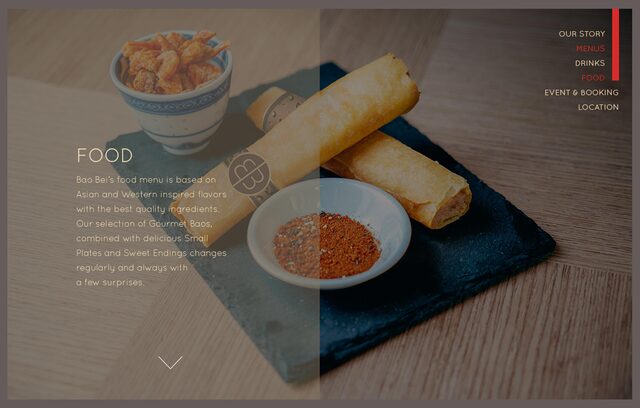 OUR STORY
MENUS
DRINKS
FOOD
EVENT & BOOKING
LOCATION
FOOD
Bao Bei's food menu is based on
Asian and Western inspired flavors
with the best quality ingredients.
Our selection of Gourmet Baos,
combined with delicious Small
Plates and Sweet Endings changes
regularly and always with
a few surprises.